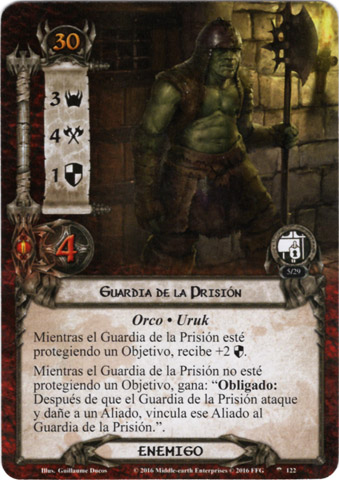 30
3
4
1
4
5/29
Guardia de la Prisión
Orco • Uruk
Mientras el Guardia de la Prisión esté
protegiendo un Objetivo, recibe +2.
Mientras el Guardia de la Prisión no esté
protegiendo un Objetivo, gana: “Obligado:
Después de que el Guardia de la Prisión ataque
y dañe a un Aliado, vincula ese Aliado al
Guardia de la Prisión.”.
ENEMIGO
Illus. Guillaume Ducos © 2016 Middle-earth Enterprises © 2016 FFG 122